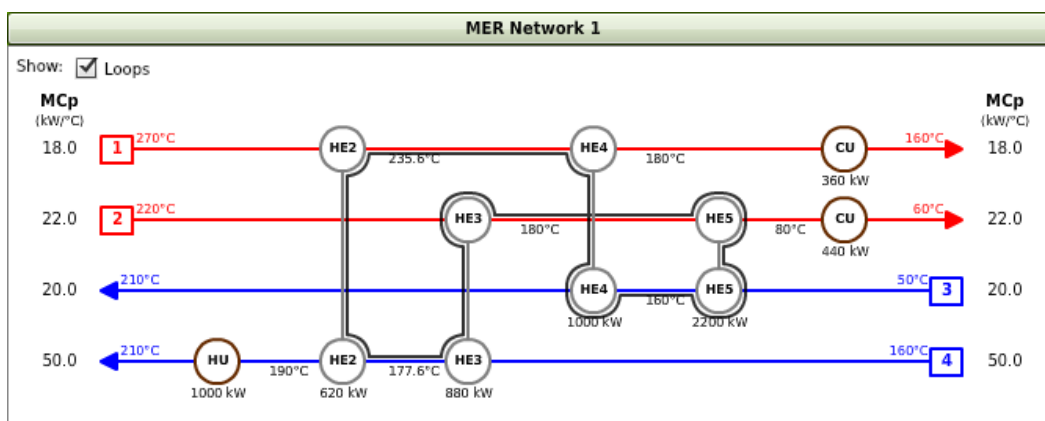 MER Network 1
Show: Loops
MCp MCp
(kW/°C) (kW/°C)
270°C 160°C
18.0 1 HE2 HE4 CU 18.0
235.6°C 180°C
360 kW
220°C 60°C
22.0 2 HE3 HE5 CU 22.0
180°C 80°C
440 kW
210°C 50°C
20.0 HE4 HE5 3 20.0
160°C
1000 kW 2200 kW
210°C 160°C
50.0 HU HE2 HE3 4 50.0
190°C 177.6°C
1000 kW 620 kW 880 kW